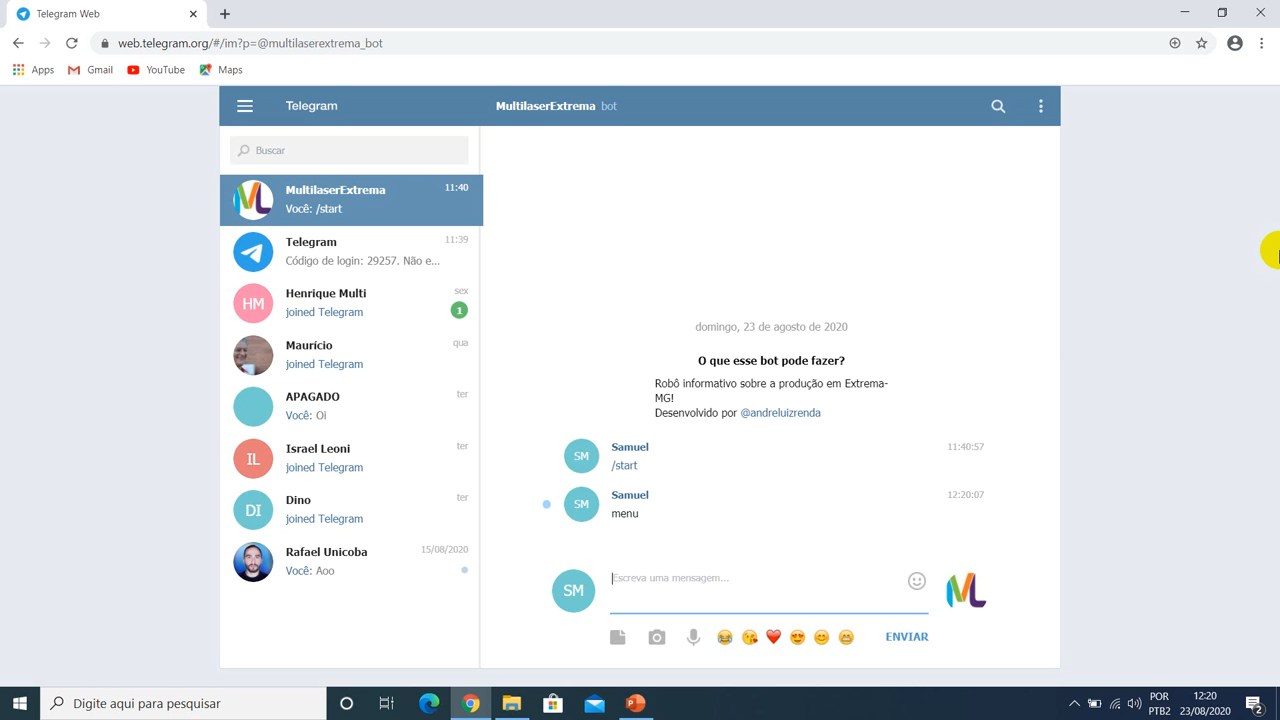 Telegram Web
web.telegram.org/#/im?p=@multilaserextrema_bot
Apps Gmail YouTube Maps
Telegram
MultilaserExtrema bot
Buscar
MultilaserExtrema 11:40
Você: /start
Telegram 11:39
Código de login: 29257. Não e...
HM
Henrique Multi sex
joined Telegram 1
Maurício qua
joined Telegram
APAGADO ter
Você: Oi
IL
Israel Leoni ter
joined Telegram
DI
Dino ter
joined Telegram
Rafael Unicoba 15/08/2020
Você: Aoo
domingo, 23 de agosto de 2020
O que esse bot pode fazer?
Robô informativo sobre a produção em Extrema-
MG!
Desenvolvido por @andreluizrenda
SM
Samuel 11:40:57
/start
SM
Samuel 12:20:07
menu
SM
Escreva uma mensagem...
ENVIAR
Digite aqui para pesquisar
POR 12:20
PTB2 23/08/2020 2